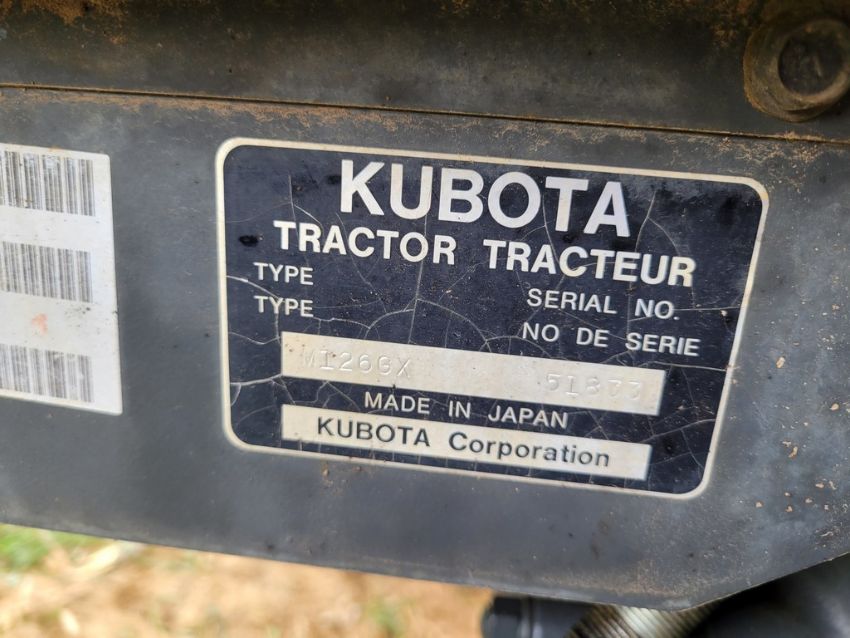 KUBOTA
TRACTOR TRACTEUR
TYPE SERIAL NO.
TYPE NO DE SERIE
M126GX
MADE IN JAPAN
KUBOTA Corporation